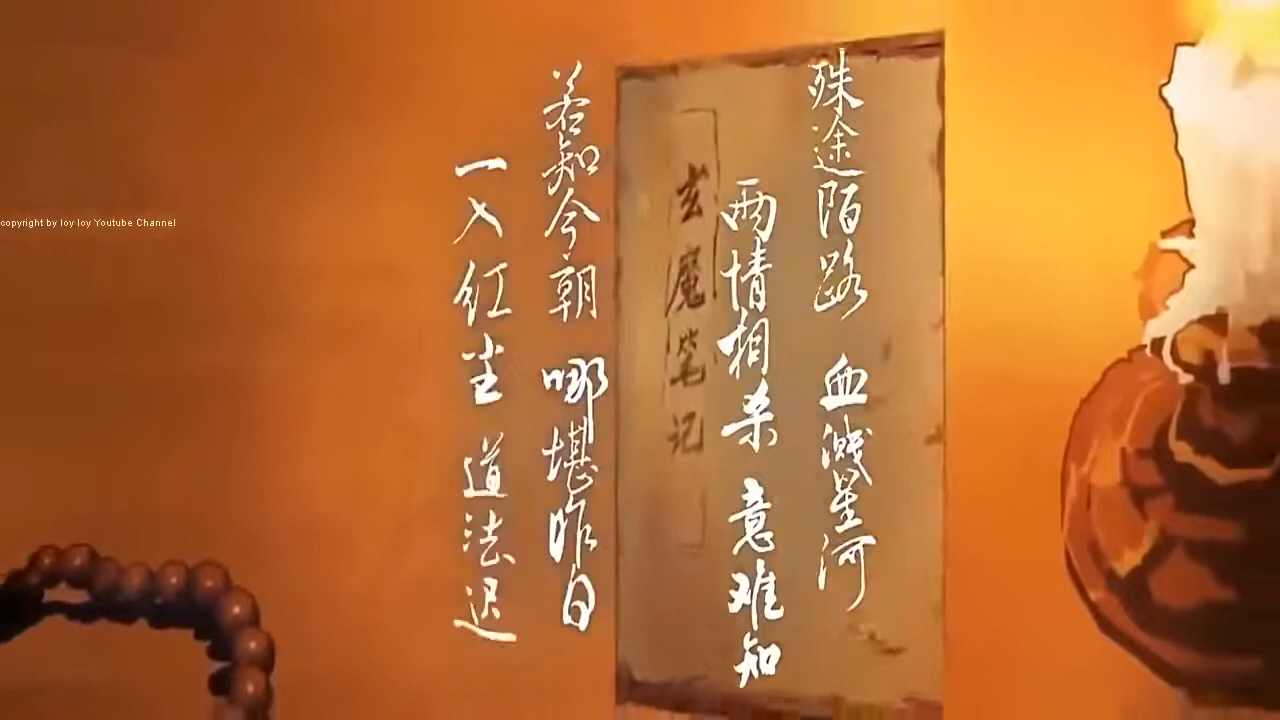 殊途陌路 血溅星河
两情相杀 意难知
玄魔笔记
若知今朝 哪堪昨日
一入红尘 道法迟
copyright by loy loy Youtube Channel